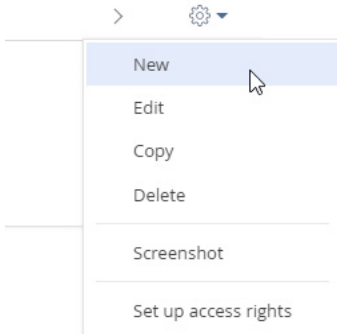 New
Edit
Copy
Delete
Screenshot
Set up access rights